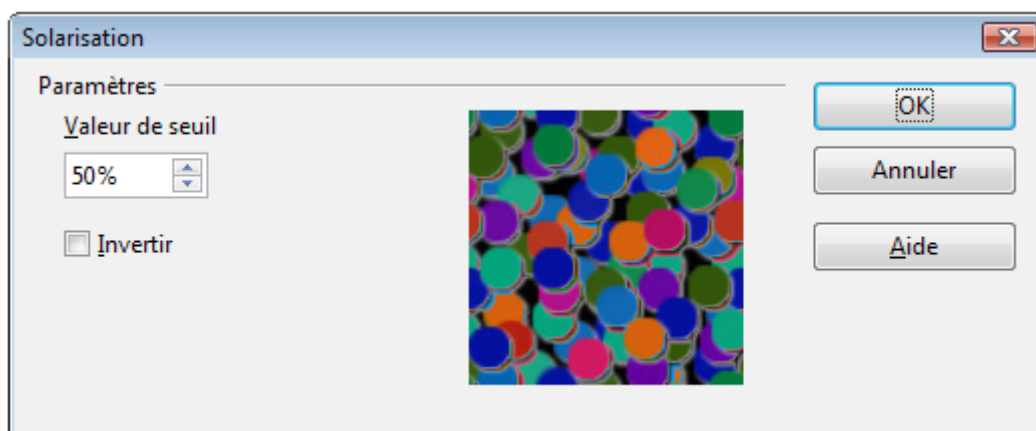 Solarisation
Paramètres
Valeur de seuil
50%
Invertir
OK
Annuler
Aide